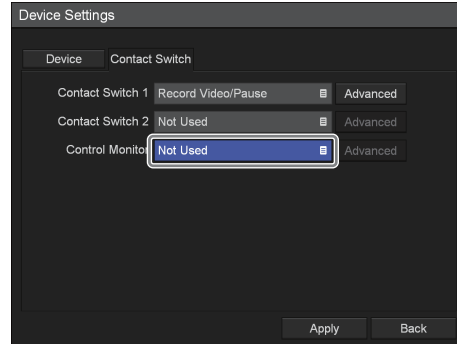 Device Settings
Device Contact Switch
Contact Switch 1 Record Video/Pause Advanced
Contact Switch 2 Not Used Advanced
Control Monitor Not Used Advanced
Apply Back